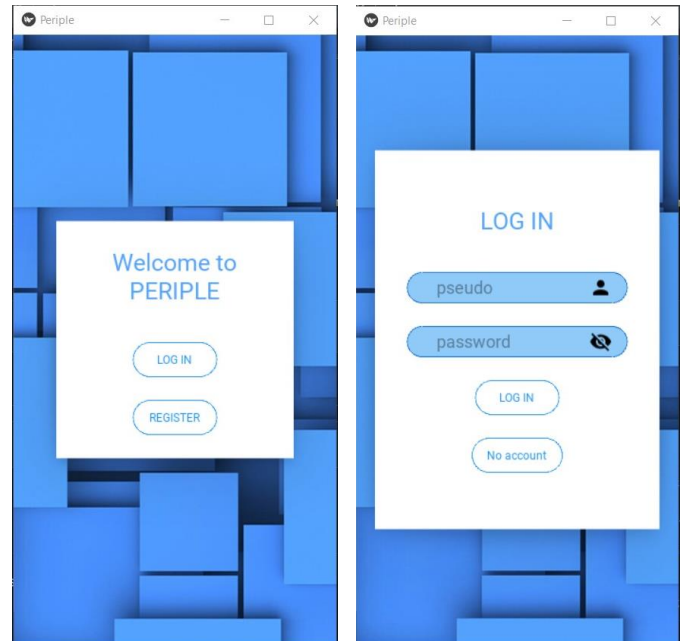 Periple
Welcome to
PERIPLE
LOG IN
REGISTER
Periple
LOG IN
pseudo
password
LOG IN
No account